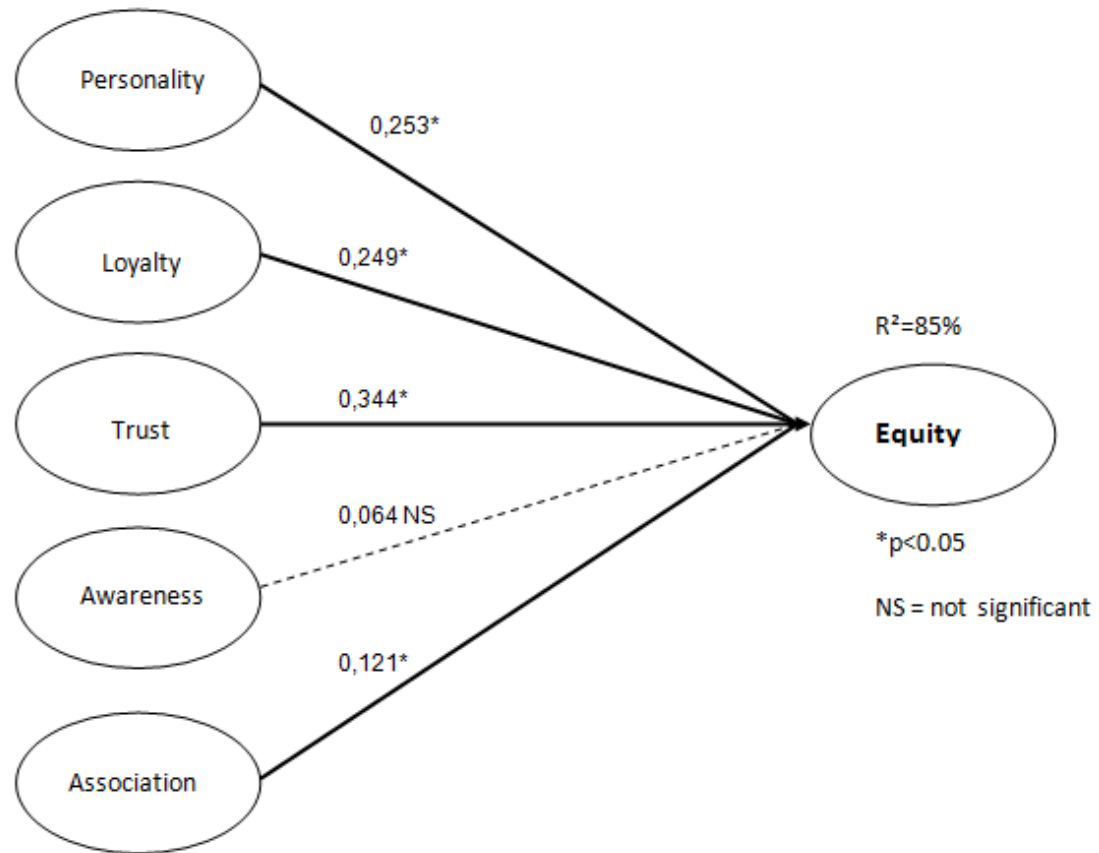 Personality
0,253*
Loyalty
0,249*
R²=85%
Trust
0,344*
Equity
0,064 NS
*p<0.05
Awareness
NS = not significant
0,121*
Association